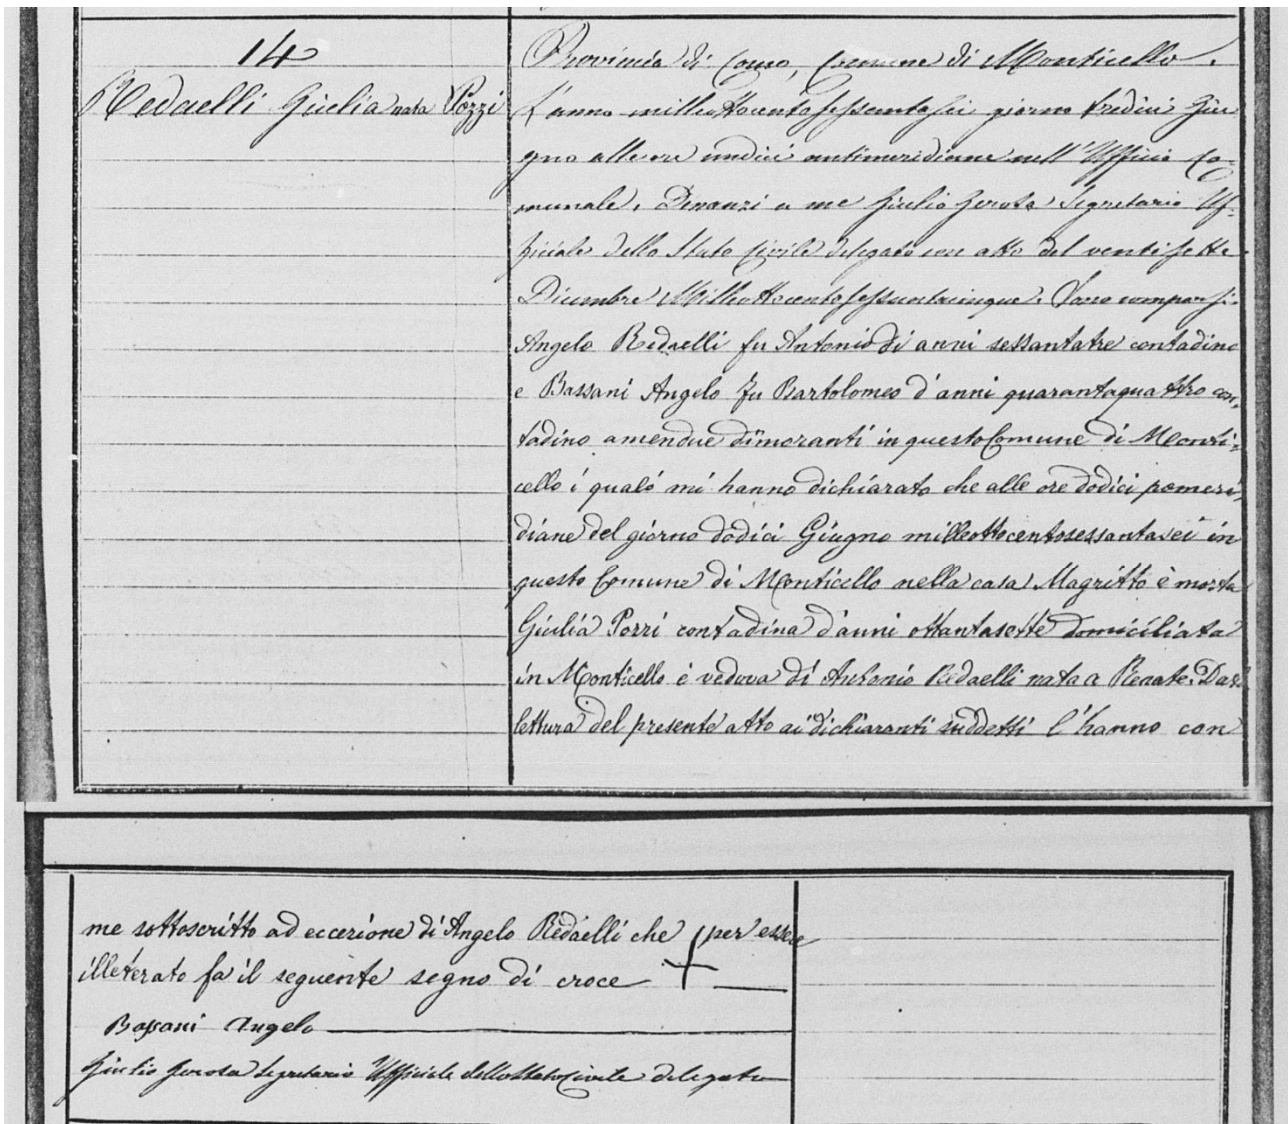 14
Redaelli Giulia nata Pozzi
Provincia di Como, Comune di Monticello.
L'anno milleottocentosessantasei giorno tredici Giu
gno alle ore undici antimeridiane nell'Ufficio Co-
munale. Dinanzi a me Giulio Gerosa Segretario Uf-
ficiale dello Stato Civile delegato con atto del ventisette
Dicembre Milleottocentosessantacinque. Sono comparsi
Angelo Redaelli fu Antonio di anni sessantatre contadino
e Bassani Angelo fu Bartolomeo d'anni quarantaquattro con,
tadino amendue dimoranti in questo Comune di Monti=
cello i quali mi hanno dichiarato che alle ore dodici pomeri,
diane del giorno dodici Giugno milleottocentosessantasei in
questo Comune di Monticello nella casa Magritto è morta
Giulia Pozzi contadina d'anni ottantasette domiciliata
in Monticello è vedova di Antonio Redaelli nata a Renate. Data
lettura del presente atto ai dichiaranti suddetti l'hanno con
me sottoscritto ad eccezione di Angelo Redaelli che per essere
illeterato fa il seguente segno di croce +
Bassani Angelo
Giulio Gerosa Segretario Ufficiale dello Stato Civile delegato